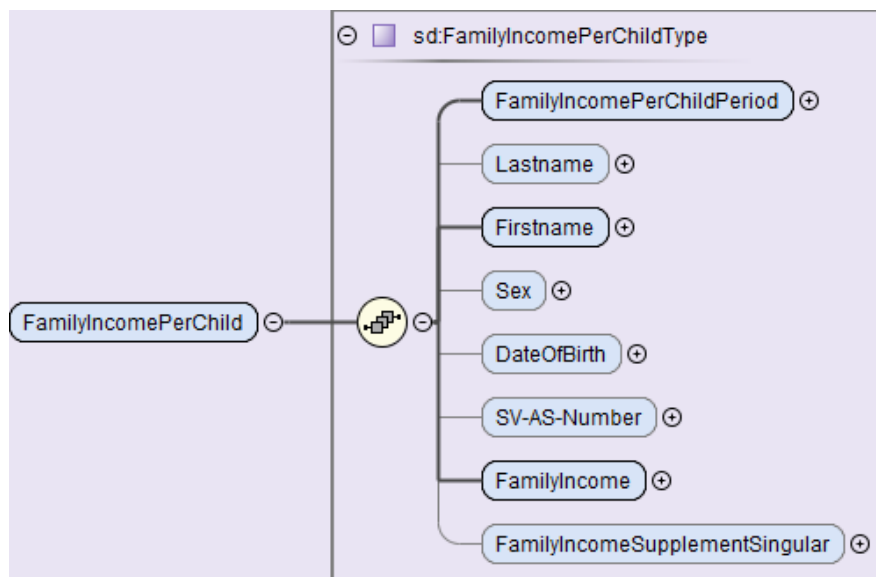 sd:FamilyIncomePerChildType
FamilyIncomePerChildPeriod
Lastname
Firstname
Sex
FamilyIncomePerChild
DateOfBirth
SV-AS-Number
FamilyIncome
FamilyIncomeSupplementSingular